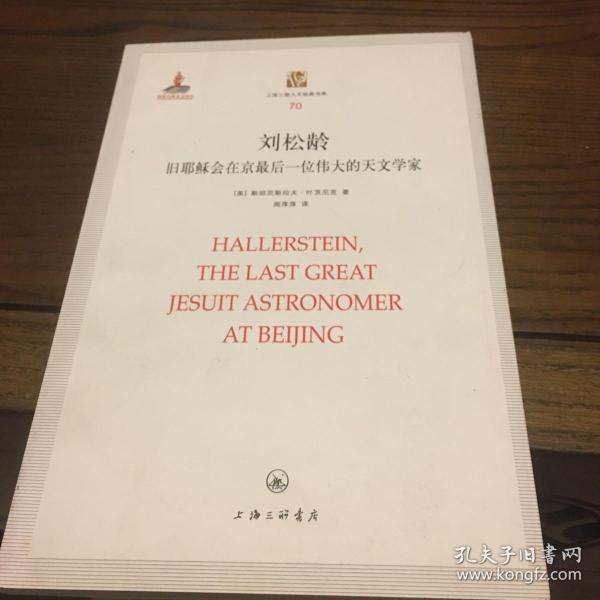 上海三联人文经典书库
70
刘松龄
旧耶稣会在京最后一位伟大的天文学家
[美] 斯坦尼斯拉夫·叶茨尼克 著
周萍萍 译
HALLERSTEIN,
THE LAST GREAT
JESUIT ASTRONOMER
AT BEIJING
上海三联书店
孔夫子旧书网
www.kongfz.com